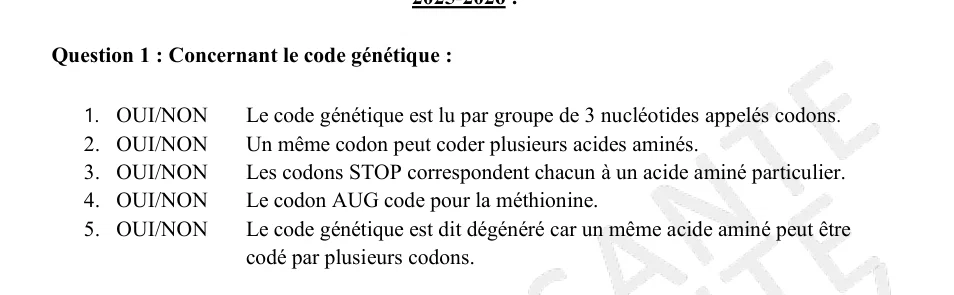 2025-2026 :
Question 1 : Concernant le code génétique :
1. OUI/NON Le code génétique est lu par groupe de 3 nucléotides appelés codons.
2. OUI/NON Un même codon peut coder plusieurs acides aminés.
3. OUI/NON Les codons STOP correspondent chacun à un acide aminé particulier.
4. OUI/NON Le codon AUG code pour la méthionine.
5. OUI/NON Le code génétique est dit dégénéré car un même acide aminé peut être
codé par plusieurs codons.
SANTE